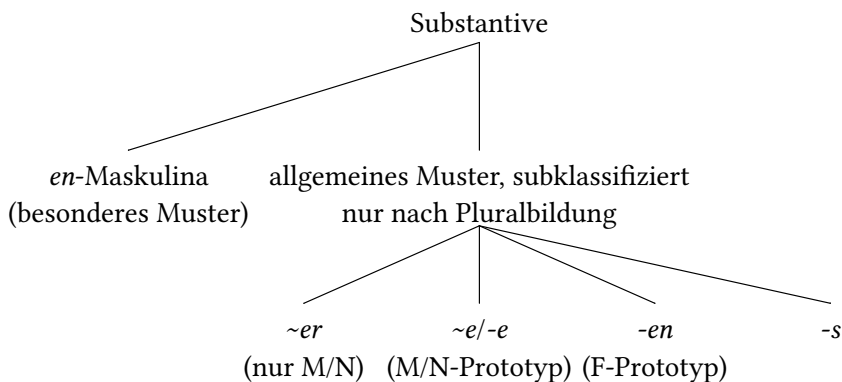 Substantive
en-Maskulina allgemeines Muster, subklassifiziert
(besonderes Muster) nur nach Pluralbildung
~er ~e/-e -en -s
(nur M/N) (M/N-Prototyp) (F-Prototyp)